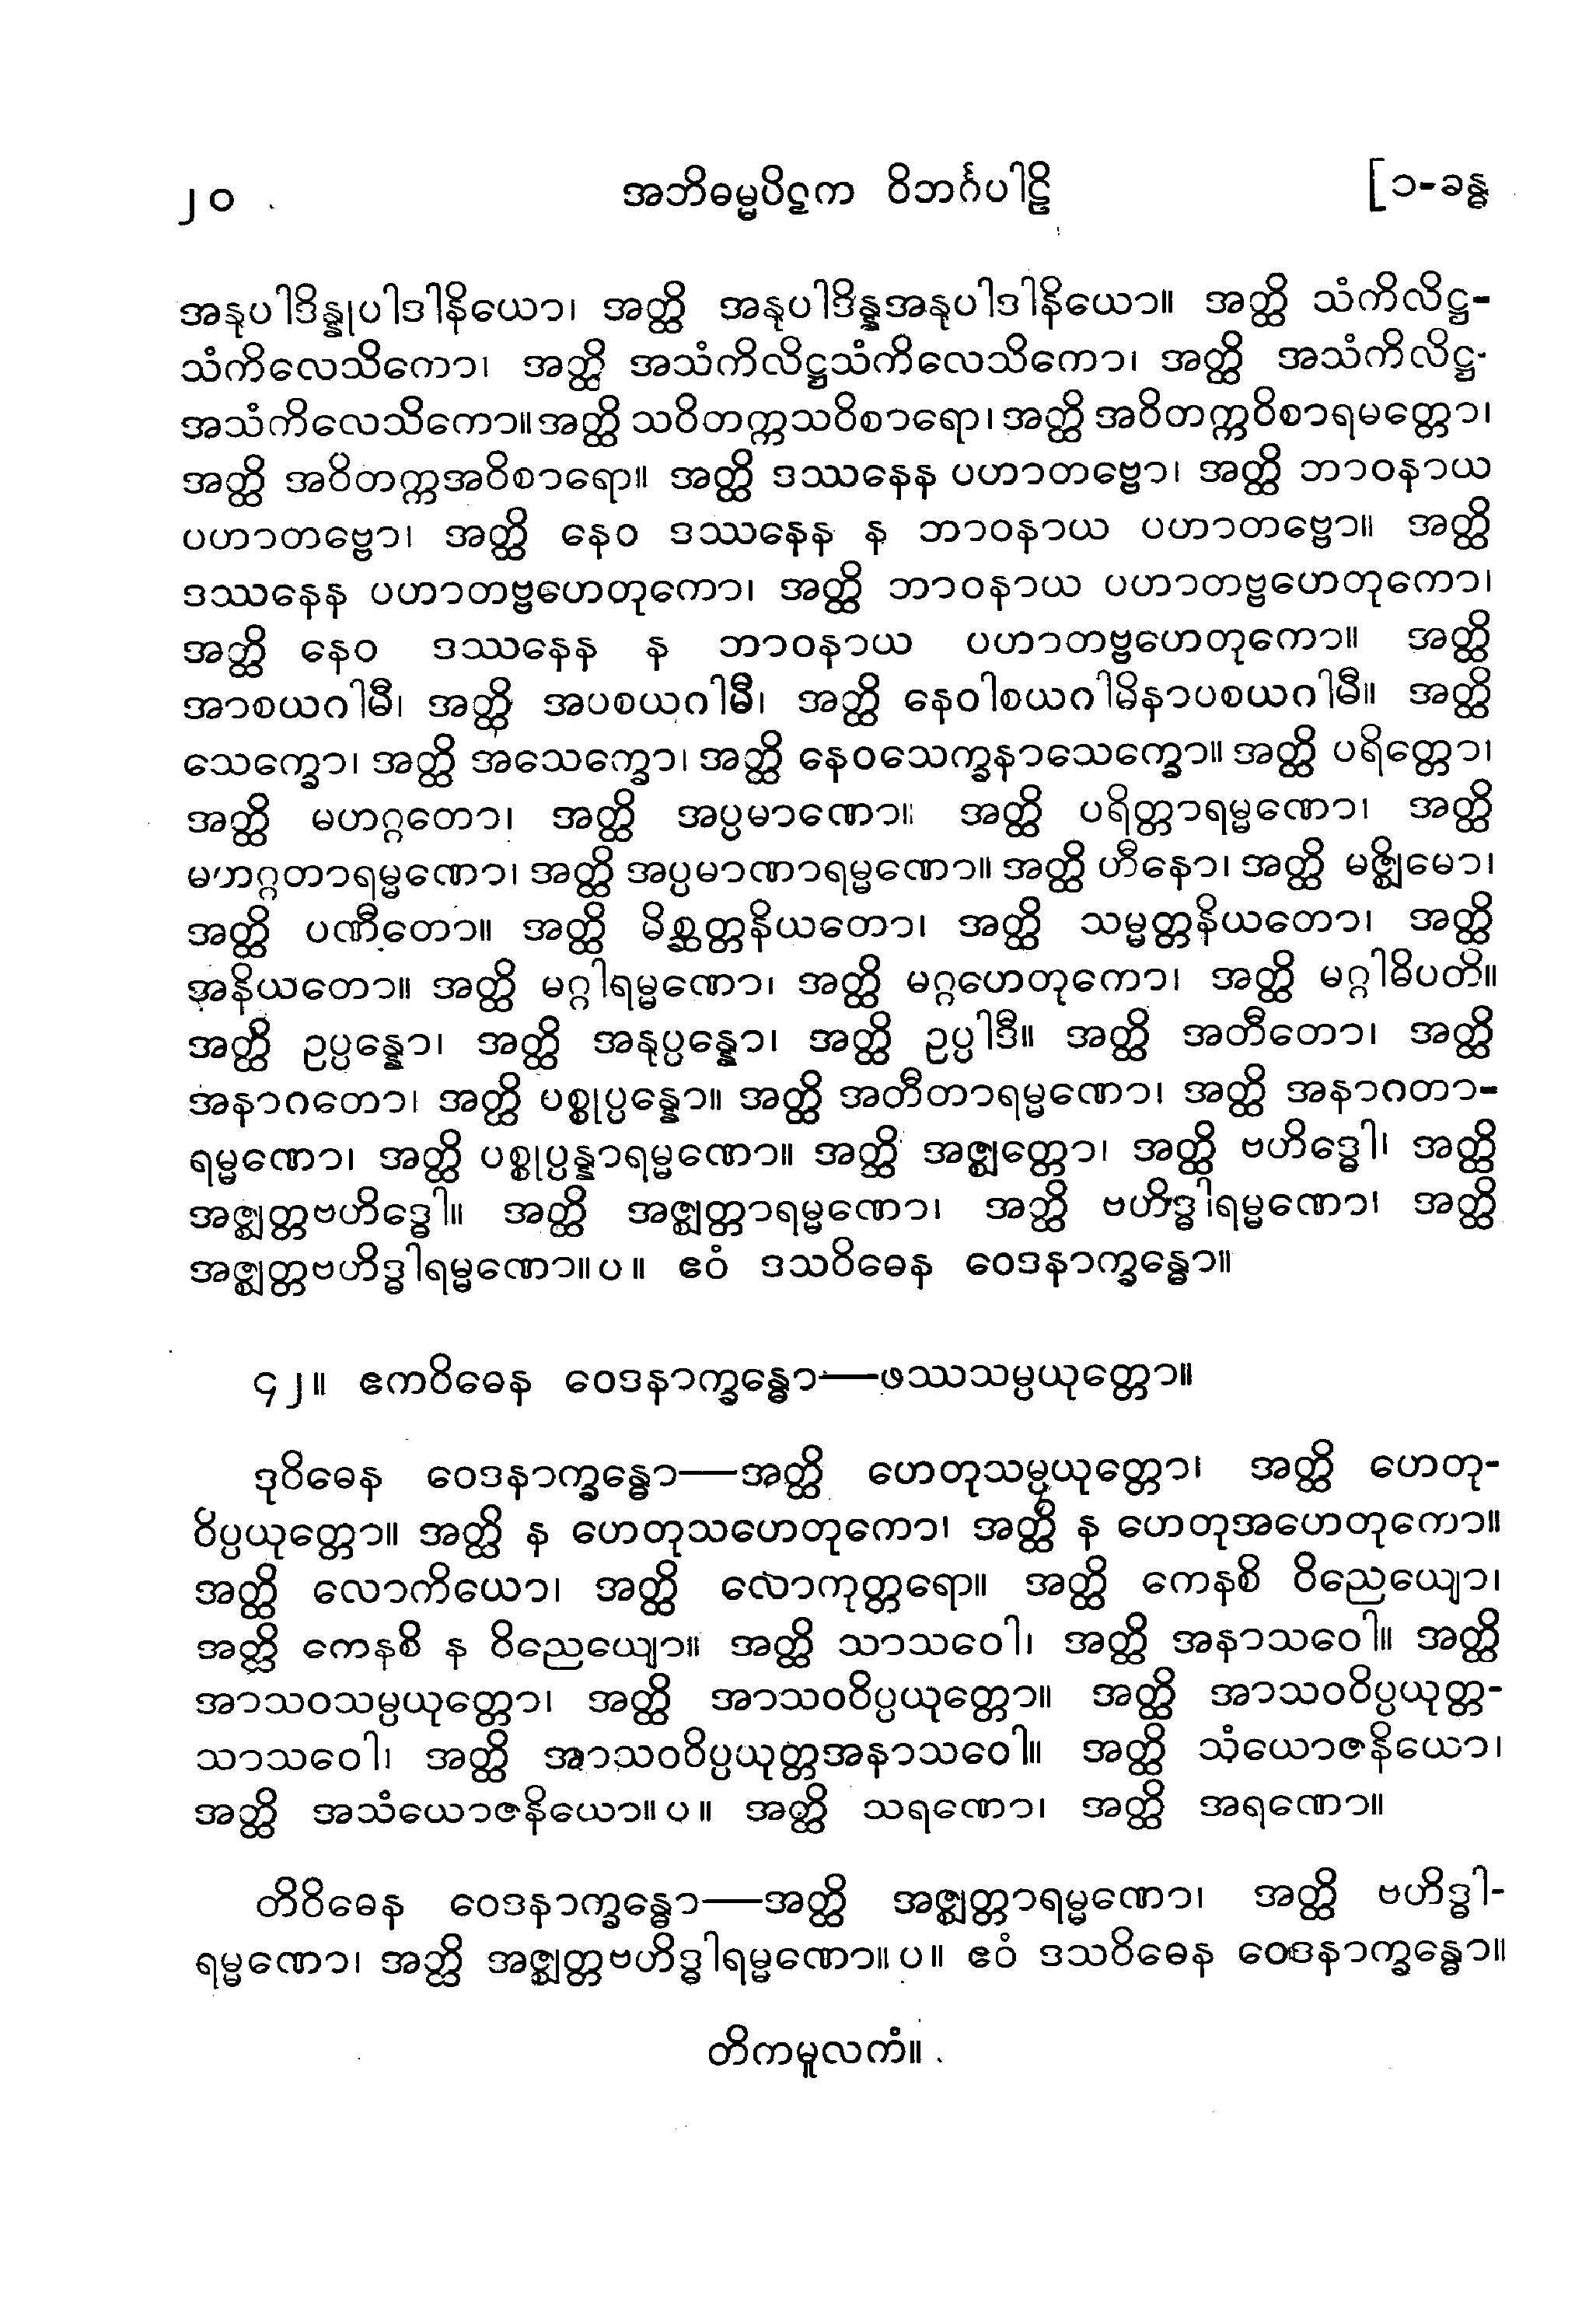 ၂၀ အဘိဓမ္မပိဋက ဝိဘင်္ဂပါဠိ [၁-ခန္ဓ
အနုပါဒိန္နုပါဒါနိယော၊ အတ္ထိ အနုပါဒိန္နအနုပါဒါနိယော။ အတ္ထိ သံကိလိဋ္ဌ-
သံကိလေသိကော၊ အတ္ထိ အသံကိလိဋ္ဌသံကိလေသိကော၊ အတ္ထိ အသံကိလိဋ္ဌ-
အသံကိလေသိကော။ အတ္ထိ သဝိတက္ကသဝိစာရော၊ အတ္ထိ အဝိတက္ကဝိစာရမတ္တော၊
အတ္ထိ အဝိတက္ကအဝိစာရော။ အတ္ထိ ဒဿနေန ပဟာတဗ္ဗော၊ အတ္ထိ ဘာဝနာယ
ပဟာတဗ္ဗော၊ အတ္ထိ နေဝ ဒဿနေန န ဘာဝနာယ ပဟာတဗ္ဗော။ အတ္ထိ
ဒဿနေန ပဟာတဗ္ဗဟေတုကော၊ အတ္ထိ ဘာဝနာယ ပဟာတဗ္ဗဟေတုကော၊
အတ္ထိ နေဝ ဒဿနေန န ဘာဝနာယ ပဟာတဗ္ဗဟေတုကော။ အတ္ထိ
အာစယဂါမီ၊ အတ္ထိ အပစယဂါမီ၊ အတ္ထိ နေဝါစယဂါမိနာပစယဂါမီ။ အတ္ထိ
သေက္ခော၊ အတ္ထိ အသေက္ခော၊ အတ္ထိ နေဝသေက္ခနာသေက္ခော။ အတ္ထိ ပရိတ္တော၊
အတ္ထိ မဟဂ္ဂတော၊ အတ္ထိ အပ္ပမာဏော။ အတ္ထိ ပရိတ္တာရမ္မဏော၊ အတ္ထိ
မဟဂ္ဂတာရမ္မဏော၊ အတ္ထိ အပ္ပမာဏာရမ္မဏော။ အတ္ထိ ဟီနော၊ အတ္ထိ မဇ္ဈိမော၊
အတ္ထိ ပဏီတော။ အတ္ထိ မိစ္ဆတ္တနိယတော၊ အတ္ထိ သမ္မတ္တနိယတော၊ အတ္ထိ
အနိယတော။ အတ္ထိ မဂ္ဂါရမ္မဏော၊ အတ္ထိ မဂ္ဂဟေတုကော၊ အတ္ထိ မဂ္ဂါဓိပတိ။
အတ္ထိ ဥပ္ပန္နော၊ အတ္ထိ အနုပ္ပန္နော၊ အတ္ထိ ဥပ္ပါဒီ။ အတ္ထိ အတီတော၊ အတ္ထိ
အနာဂတော၊ အတ္ထိ ပစ္စုပ္ပန္နော။ အတ္ထိ အတီတာရမ္မဏော၊ အတ္ထိ အနာဂတာ-
ရမ္မဏော၊ အတ္ထိ ပစ္စုပ္ပန္နာရမ္မဏော။ အတ္ထိ အဇ္ဈတ္တော၊ အတ္ထိ ဗဟိဒ္ဓေါ၊ အတ္ထိ
အဇ္ဈတ္တဗဟိဒ္ဓေါ။ အတ္ထိ အဇ္ဈတ္တာရမ္မဏော၊ အတ္ထိ ဗဟိဒ္ဓါရမ္မဏော၊ အတ္ထိ
အဇ္ဈတ္တဗဟိဒ္ဓါရမ္မဏော။ ပ ။ ဧဝံ ဒသဝိဓေန ဝေဒနာက္ခန္ဓော။
၄၂။ ဧကဝိဓေန ဝေဒနာက္ခန္ဓော—ဖဿသမ္ပယုတ္တော။
ဒုဝိဓေန ဝေဒနာက္ခန္ဓော—အတ္ထိ ဟေတုသမ္ပယုတ္တော၊ အတ္ထိ ဟေတု-
ဝိပ္ပယုတ္တော။ အတ္ထိ န ဟေတုသဟေတုကော၊ အတ္ထိ န ဟေတုအဟေတုကော။
အတ္ထိ လောကိယော၊ အတ္ထိ လောကုတ္တရော။ အတ္ထိ ကေနစိ ဝိညေယျော၊
အတ္ထိ ကေနစိ န ဝိညေယျော။ အတ္ထိ သာသဝေါ၊ အတ္ထိ အနာသဝေါ။ အတ္ထိ
အာသဝသမ္ပယုတ္တော၊ အတ္ထိ အာသဝဝိပ္ပယုတ္တော။ အတ္ထိ အာသဝဝိပ္ပယုတ္တ-
သာသဝေါ၊ အတ္ထိ အာသဝဝိပ္ပယုတ္တအနာသဝေါ။ အတ္ထိ သံယောဇနိယော၊
အတ္ထိ အသံယောဇနိယော။ ပ ။ အတ္ထိ သရဏော၊ အတ္ထိ အရဏော။
တိဝိဓေန ဝေဒနာက္ခန္ဓော—အတ္ထိ အဇ္ဈတ္တာရမ္မဏော၊ အတ္ထိ ဗဟိဒ္ဓါ-
ရမ္မဏော၊ အတ္ထိ အဇ္ဈတ္တဗဟိဒ္ဓါရမ္မဏော။ ပ ။ ဧဝံ ဒသဝိဓေန ဝေဒနာက္ခန္ဓော။
တိကမူလကံ။